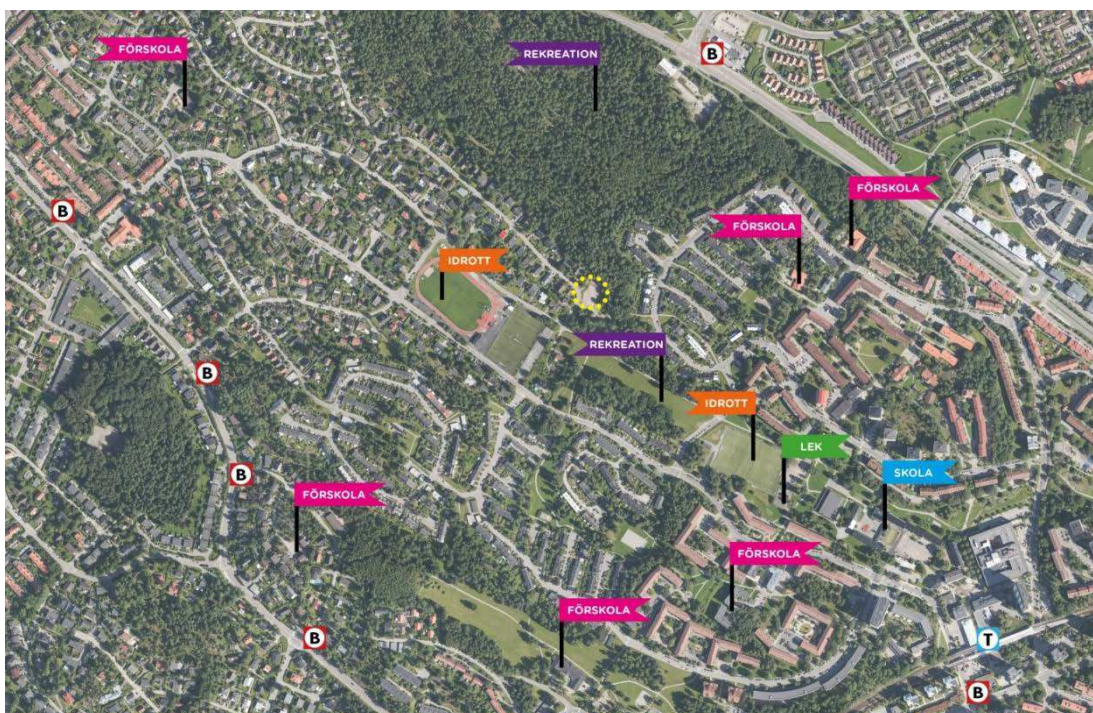 FÖRSKOLA
REKREATION
B
FÖRSKOLA
B
FÖRSKOLA
IDROTT
REKREATION
B
IDROTT
LEK
B
SKOLA
FÖRSKOLA
FÖRSKOLA
FÖRSKOLA
B
T
B